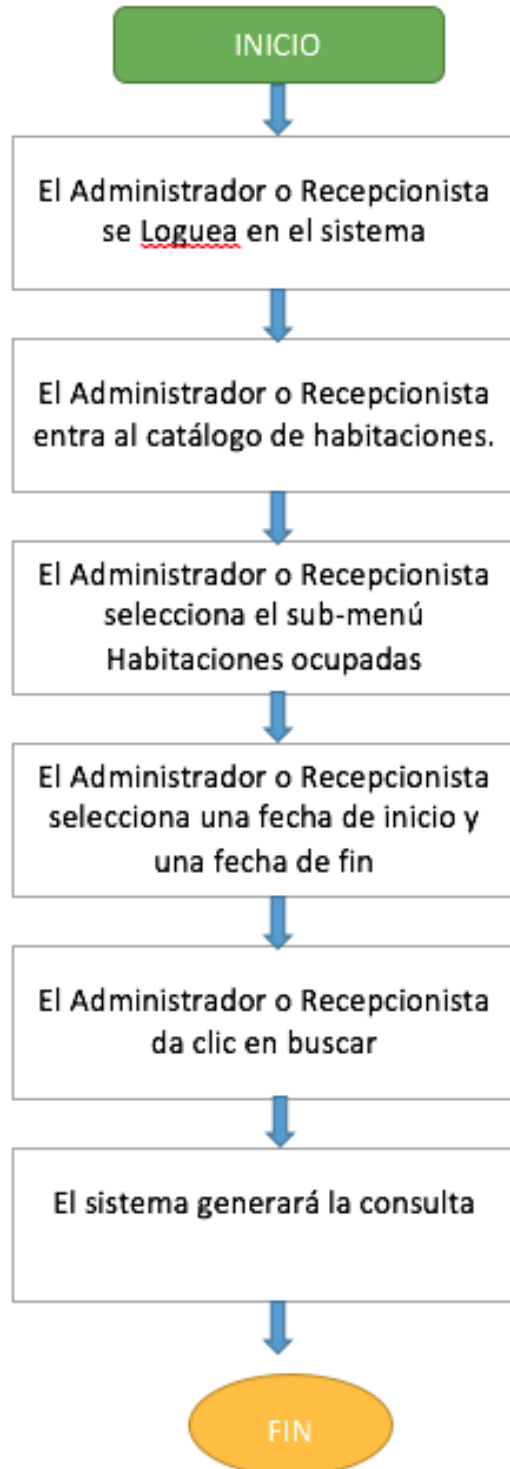 INICIO
El Administrador o Recepcionista
se Loguea en el sistema
El Administrador o Recepcionista
entra al catálogo de habitaciones.
El Administrador o Recepcionista
selecciona el sub-menú
Habitaciones ocupadas
El Administrador o Recepcionista
selecciona una fecha de inicio y
una fecha de fin
El Administrador o Recepcionista
da clic en buscar
El sistema generará la consulta
FIN